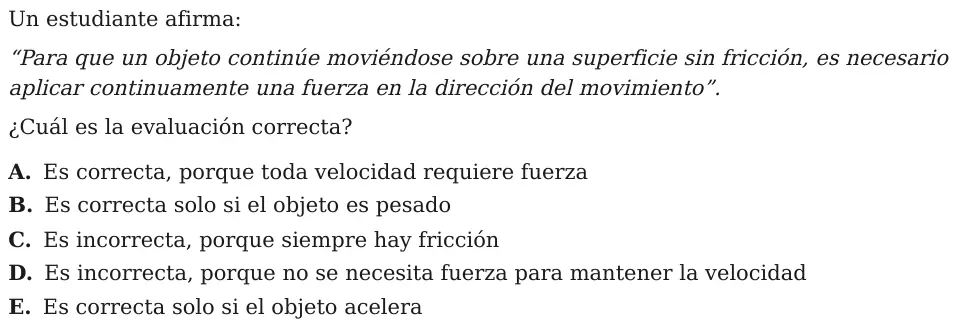 Un estudiante afirma:
“Para que un objeto continúe moviéndose sobre una superficie sin fricción, es necesario
aplicar continuamente una fuerza en la dirección del movimiento”.
¿Cuál es la evaluación correcta?
A. Es correcta, porque toda velocidad requiere fuerza
B. Es correcta solo si el objeto es pesado
C. Es incorrecta, porque siempre hay fricción
D. Es incorrecta, porque no se necesita fuerza para mantener la velocidad
E. Es correcta solo si el objeto acelera